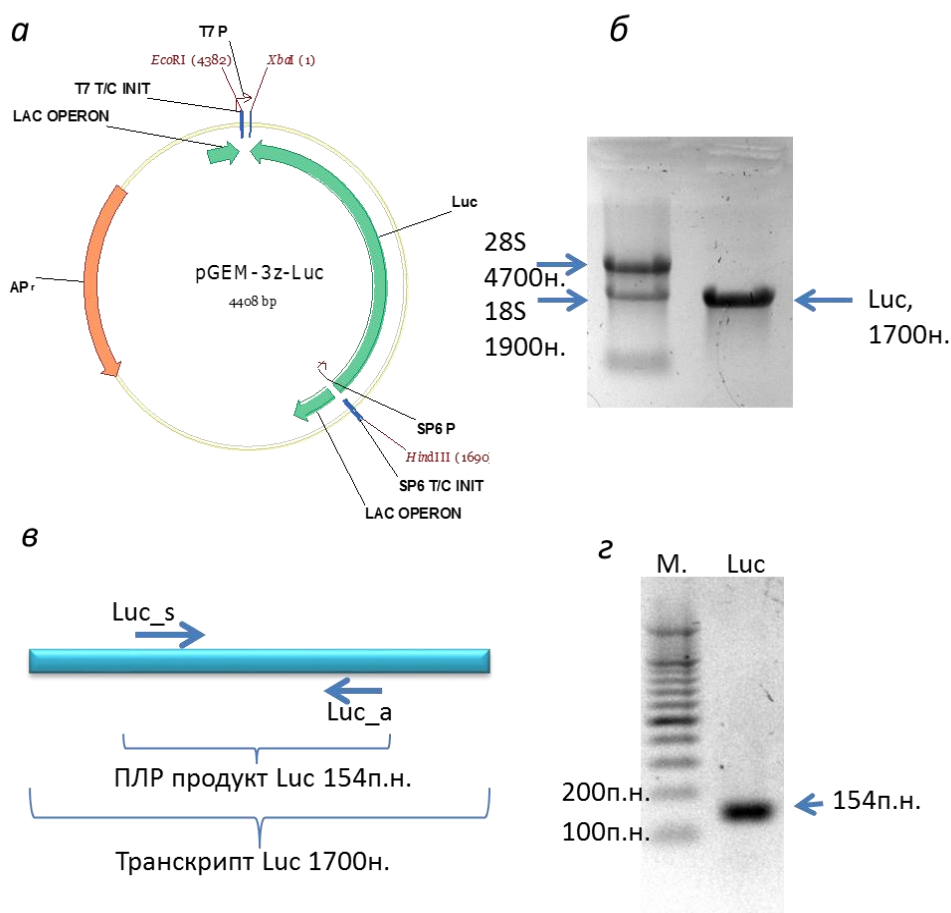 а
T7 P
EcoRI (4382)
XbaI (1)
T7 T/C INIT
LAC OPERON
Luc
APr
pGEM-3z-Luc
4408 bp
SP6 P
HindIII (1690)
SP6 T/C INIT
LAC OPERON
б
28S
4700н.
18S
1900н.
Luc,
1700н.
в
Luc_s
Luc_a
ПЛР продукт Luc 154п.н.
Транскрипт Luc 1700н.
г
М.
Luc
200п.н.
100п.н.
154п.н.